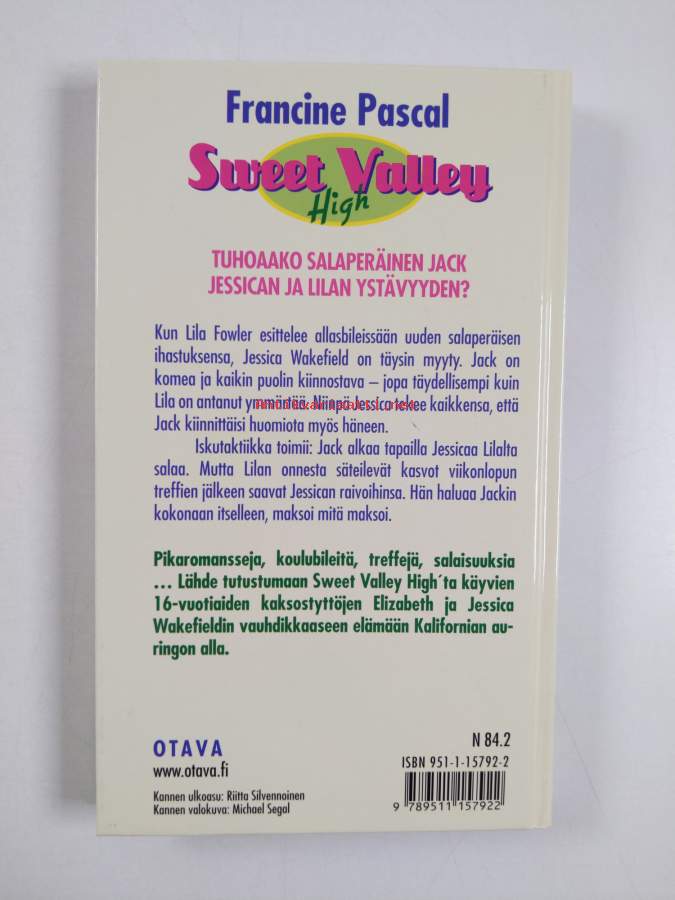 Francine Pascal
Sweet Valley
High
TUHOAAKO SALAPERÄINEN JACK
JESSICAN JA LILAN YSTÄVYYDEN?
Kun Lila Fowler esittelee allasbileissään uuden salaperäisen
ihastuksensa, Jessica Wakefield on täysin myyty. Jack on
komea ja kaikin puolin kiinnostava – jopa täydellisempi kuin
Lila on antanut ymmärtää. Niinpä Jessica tekee kaikkensa, että
Jack kiinnittäisi huomiota myös häneen.
Iskutaktiikka toimii: Jack alkaa tapailla Jessicaa Lilalta
salaa. Mutta Lilan onnesta säteilevät kasvot viikonlopun
treffien jälkeen saavat Jessican raivoihinsa. Hän haluaa Jackin
kokonaan itselleen, maksoi mitä maksoi.
Pikaromansseja, koulubileitä, treffejä, salaisuuksia
... Lähde tutustumaan Sweet Valley High´ta käyvien
16-vuotiaiden kaksostyttöjen Elizabeth ja Jessica
Wakefieldin vauhdikkaaseen elämään Kalifornian au-
ringon alla.
N 84.2
OTAVA
ISBN 951-1-15792-2
www.otava.fi
Kannen ulkoasu: Riitta Silvennoinen
Kannen valokuva: Michael Segal
9 789511 157922